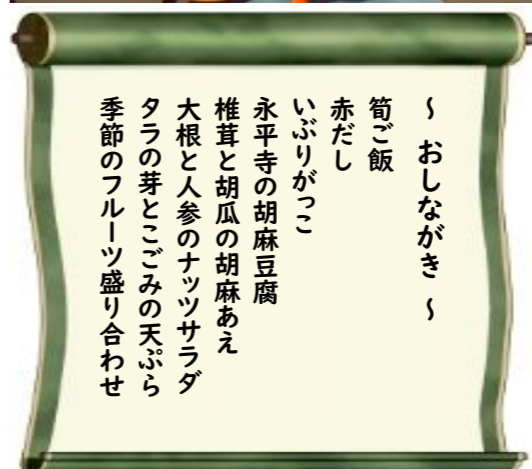 ～ おしながき ～
筍ご飯
赤だし
いぶりがっこ
永平寺の胡麻豆腐
椎茸と胡瓜の胡麻あえ
大根と人参のナッツサラダ
タラの芽とこごみの天ぷら
季節のフルーツ盛り合わせ